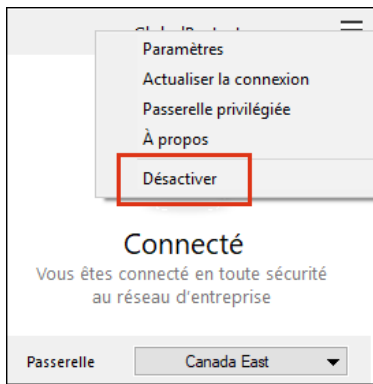 Paramètres
Actualiser la connexion
Passerelle privilégiée
À propos
Désactiver
Connecté
Vous êtes connecté en toute sécurité
au réseau d'entreprise
Passerelle Canada East